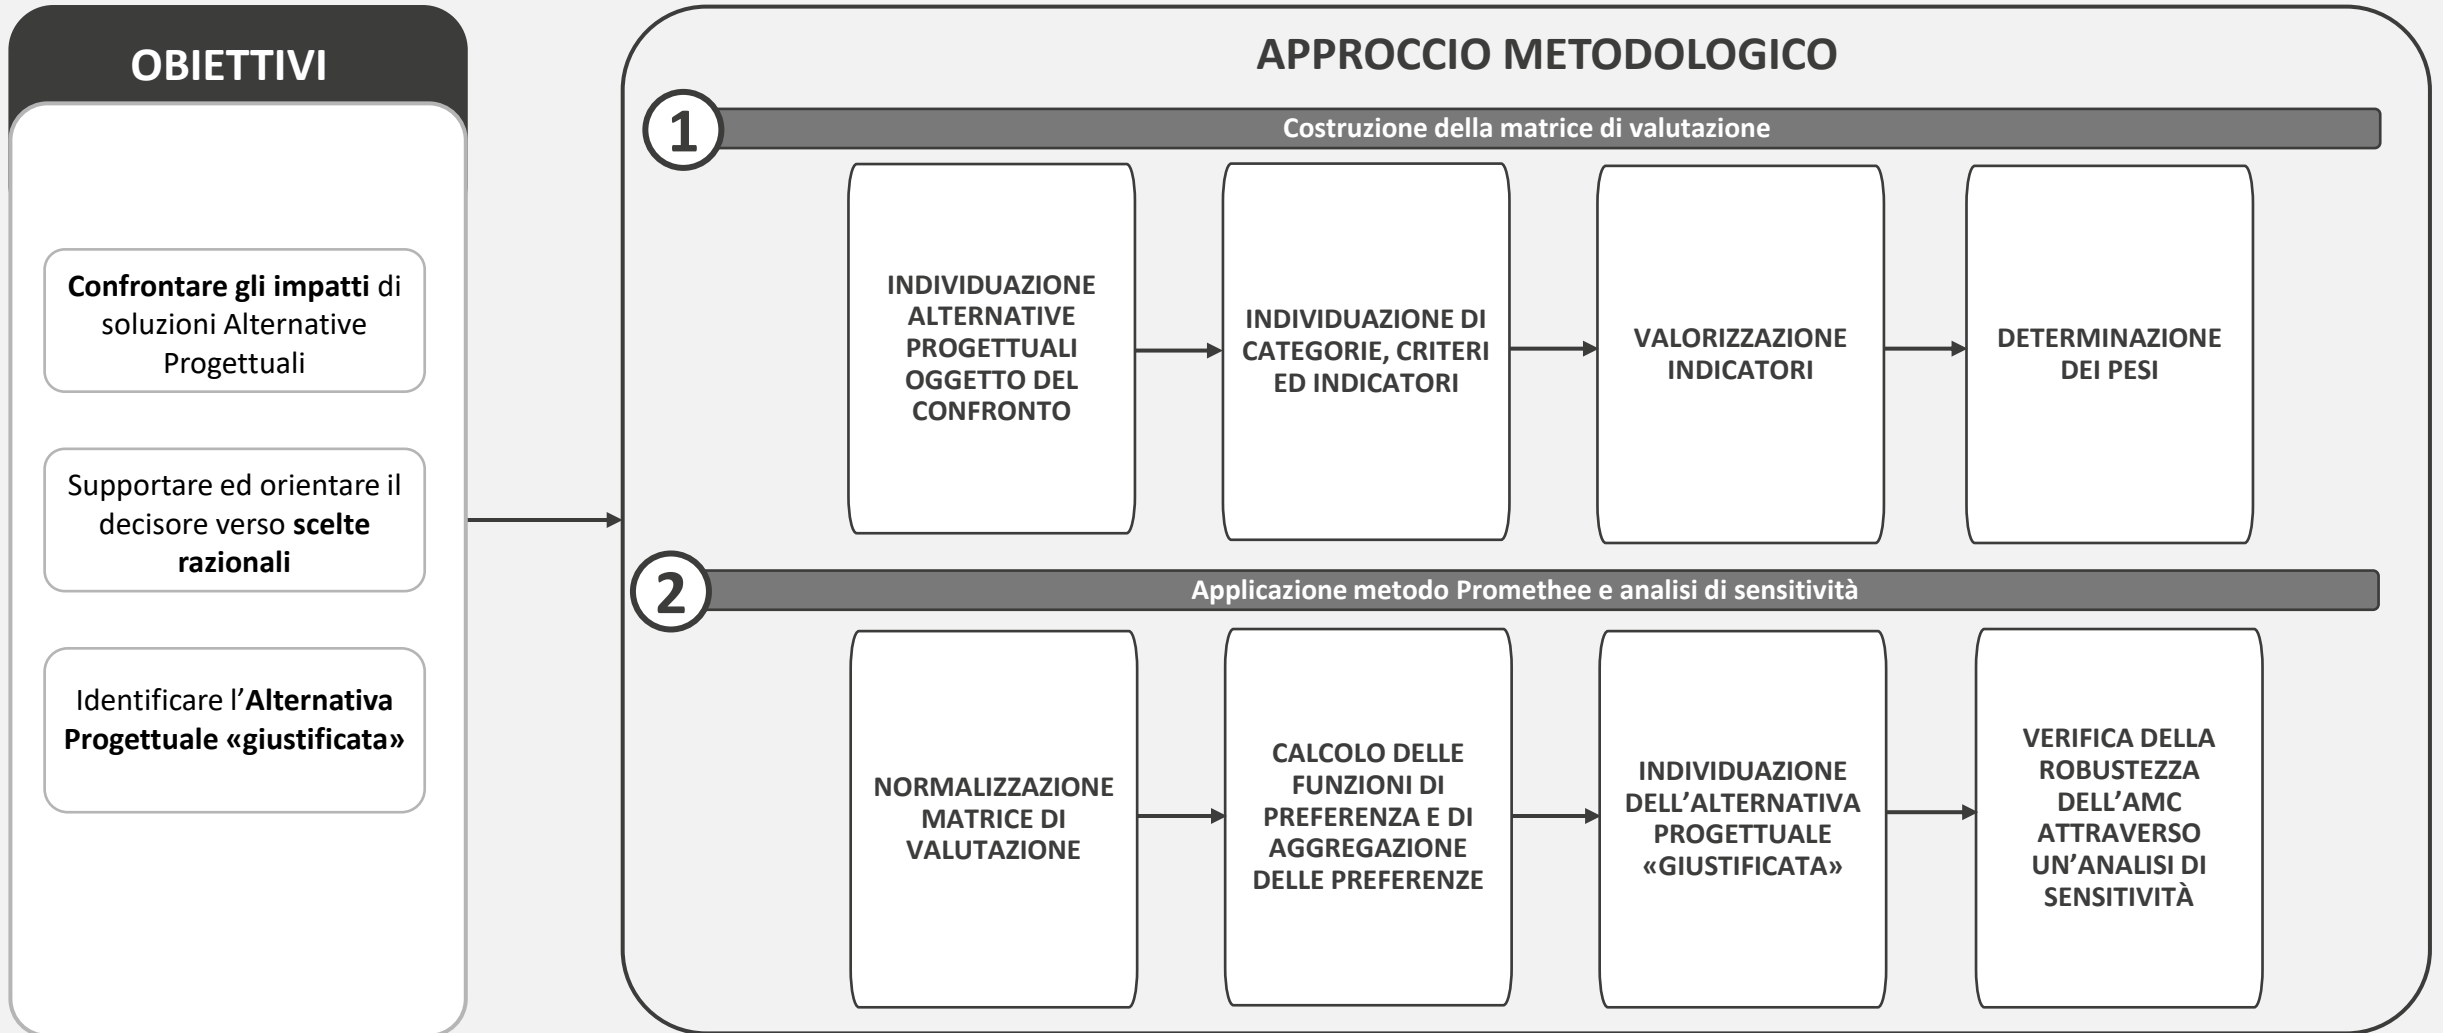 OBIETTIVI
Confrontare gli impatti di
soluzioni Alternative
Progettuali
Supportare ed orientare il
decisore verso scelte
razionali
Identificare l’Alternativa
Progettuale «giustificata»
APPROCCIO METODOLOGICO
1
Costruzione della matrice di valutazione
INDIVIDUAZIONE
ALTERNATIVE
PROGETTUALI
OGGETTO DEL
CONFRONTO
INDIVIDUAZIONE DI
CATEGORIE, CRITERI
ED INDICATORI
VALORIZZAZIONE
INDICATORI
DETERMINAZIONE
DEI PESI
2
Applicazione metodo Promethee e analisi di sensitività
NORMALIZZAZIONE
MATRICE DI
VALUTAZIONE
CALCOLO DELLE
FUNZIONI DI
PREFERENZA E DI
AGGREGAZIONE
DELLE PREFERENZE
INDIVIDUAZIONE
DELL’ALTERNATIVA
PROGETTUALE
«GIUSTIFICATA»
VERIFICA DELLA
ROBUSTEZZA
DELL’AMC
ATTRAVERSO
UN’ANALISI DI
SENSITIVITÀ